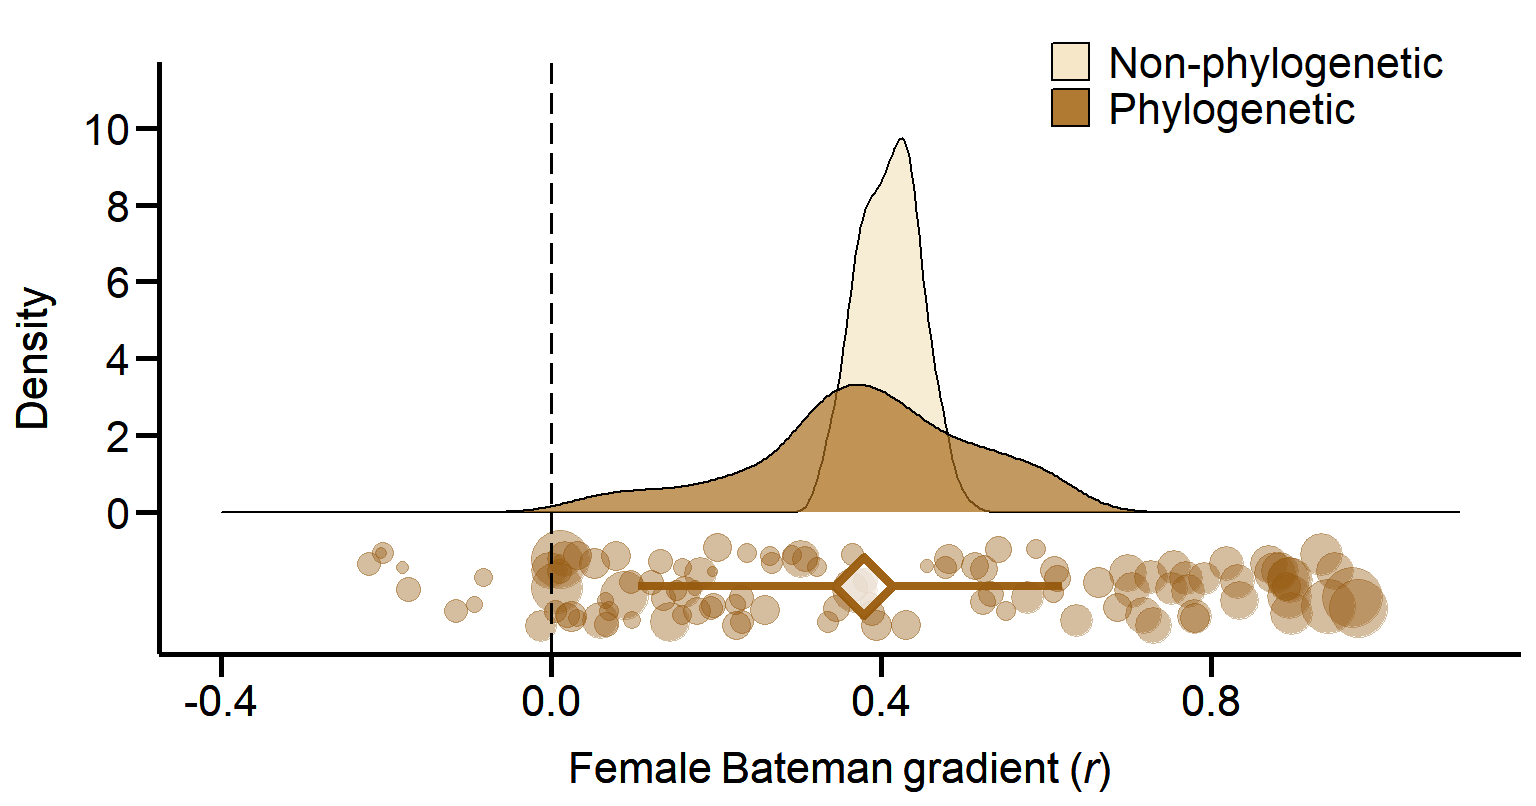 Non-phylogenetic
Phylogenetic
10
8
6
4
2
0
Density
-0.4
0.0
0.4
0.8
Female Bateman gradient (r)